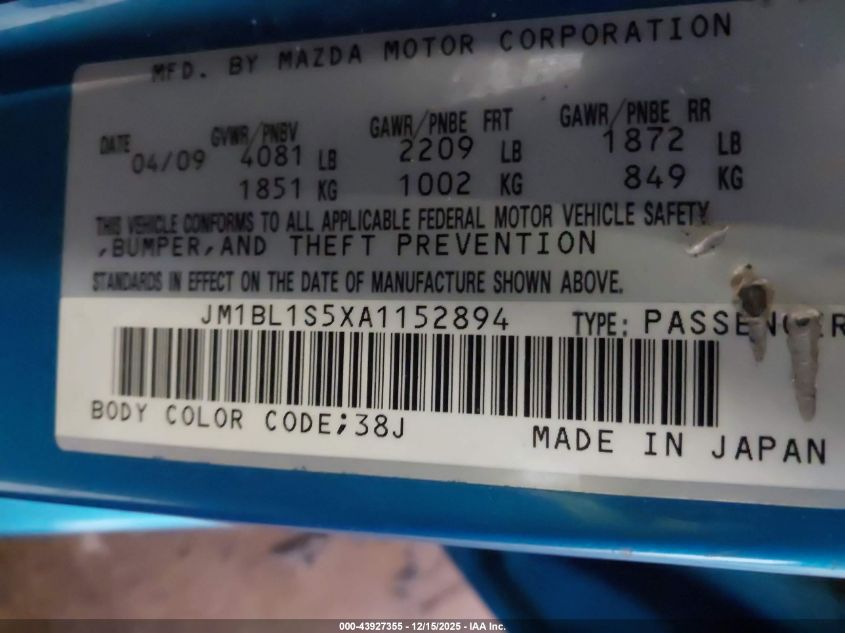 MFD. BY MAZDA MOTOR CORPORATION
DATE GVWR/PNBV GAWR/PNBE FRT GAWR/PNBE RR
04/09 4081 LB 2209 LB 1872 LB
1851 KG 1002 KG 849 KG
THIS VEHICLE CONFORMS TO ALL APPLICABLE FEDERAL MOTOR VEHICLE SAFETY
,BUMPER,AND THEFT PREVENTION
STANDARDS IN EFFECT ON THE DATE OF MANUFACTURE SHOWN ABOVE.
JM1BL1S5XA1152894 TYPE: PASSENGER
BODY COLOR CODE;38J MADE IN JAPAN
000-43927355 - 12/15/2025 - IAA Inc.